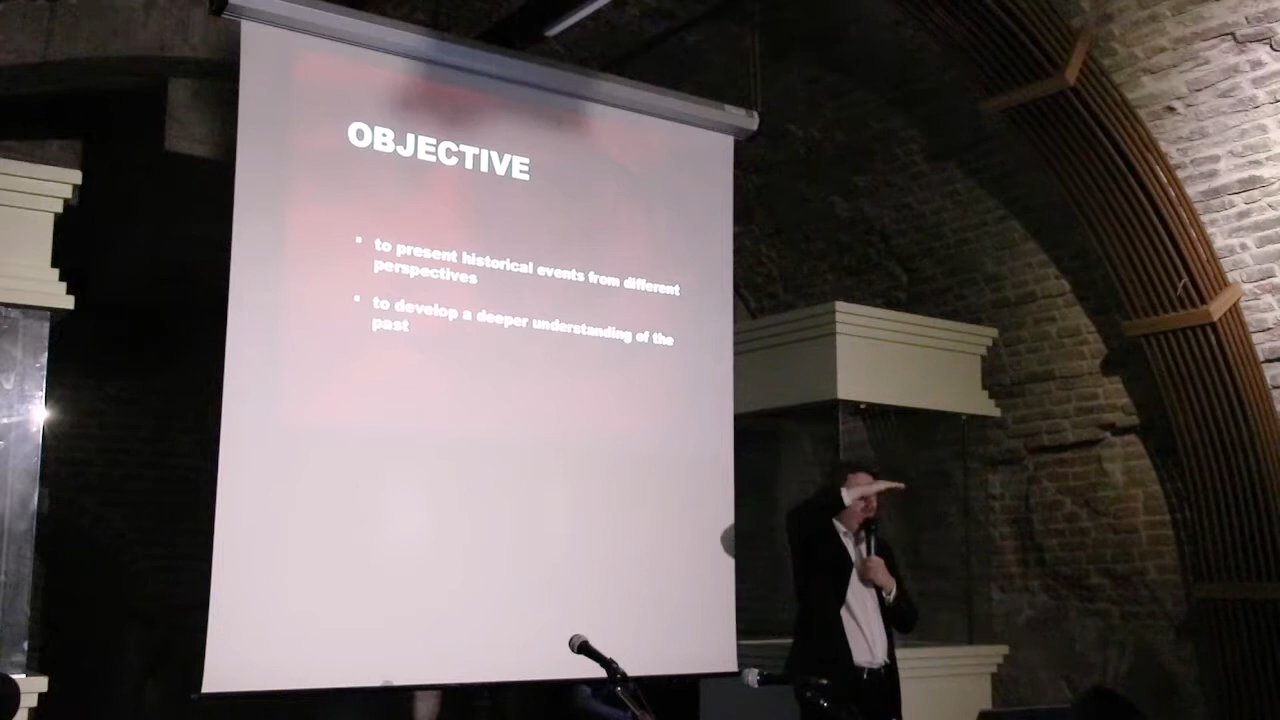 OBJECTIVE
▪ to present historical events from different
perspectives
▪ to develop a deeper understanding of the
past